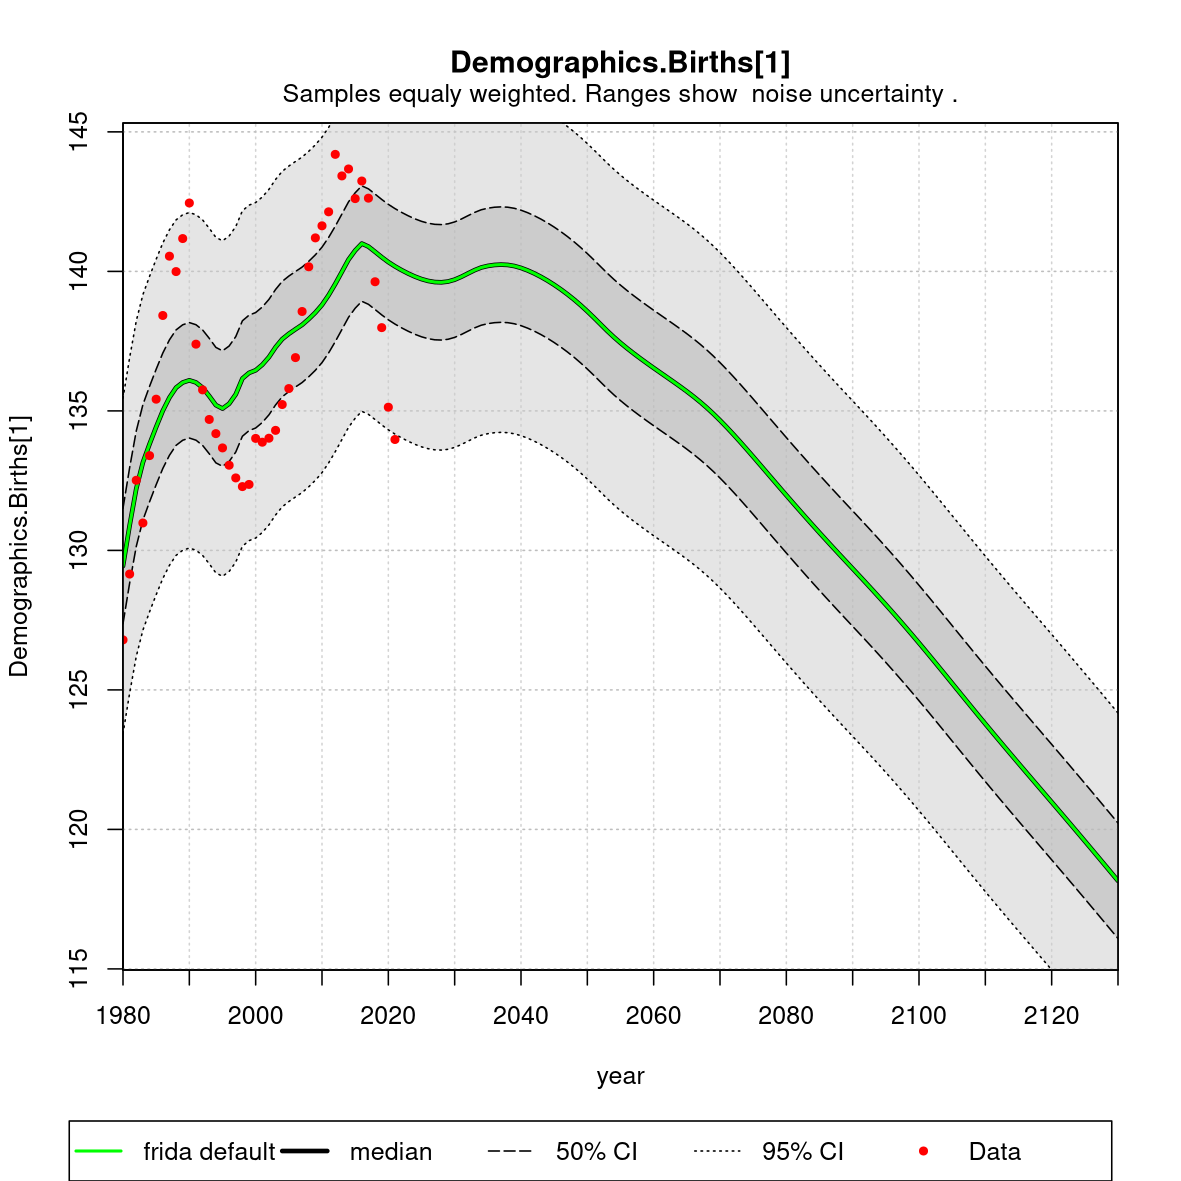 Demographics.Births[1]
Samples equaly weighted. Ranges show  noise uncertainty .
Demographics.Births[1]
145
140
135
130
125
120
115
1980 2000 2020 2040 2060 2080 2100 2120
year
frida default median 50% CI 95% CI Data